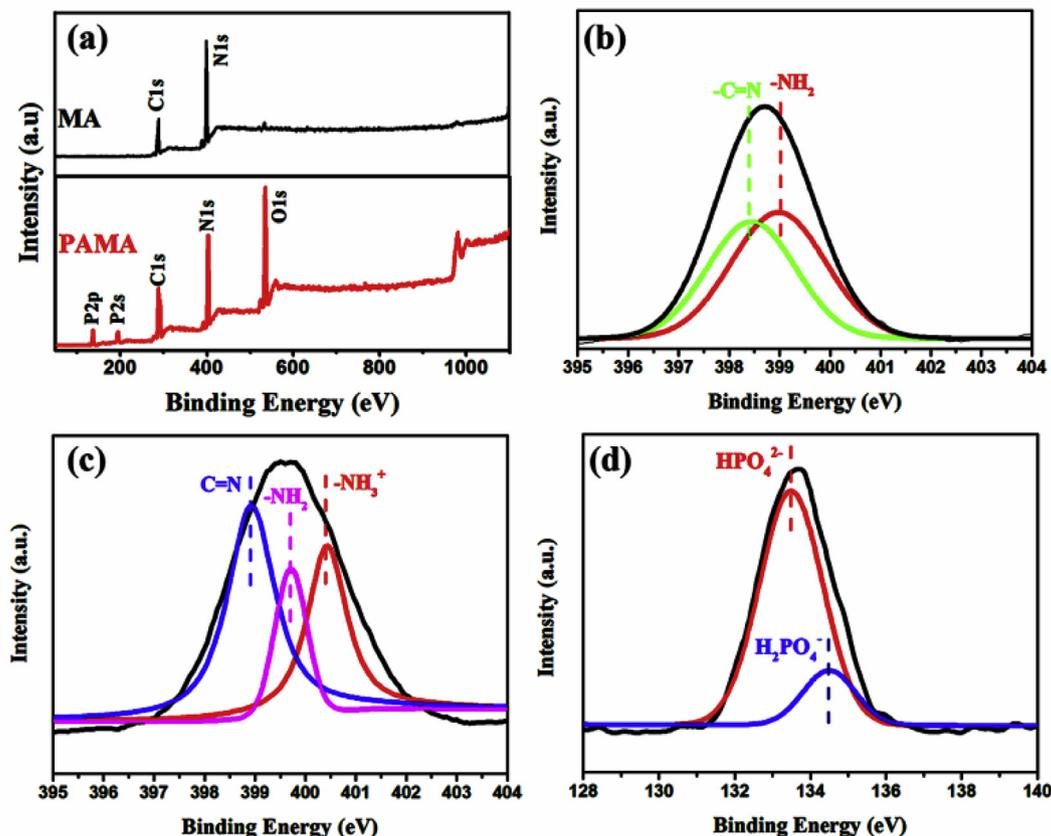 (a)
MA
C1s
N1s
PAMA
P2p
P2s
C1s
N1s
O1s
Intensity (a.u)
200 400 600 800 1000
Binding Energy (eV)
(b)
-C=N
-NH₂
Intensity (a.u.)
395 396 397 398 399 400 401 402 403 404
Binding Energy (eV)
(c)
C=N
-NH₂
-NH₃⁺
Intensity (a.u.)
395 396 397 398 399 400 401 402 403 404
Binding Energy (eV)
(d)
HPO₄²⁻
H₂PO₄⁻
Intensity (a.u.)
128 130 132 134 136 138 140
Binding Energy (eV)